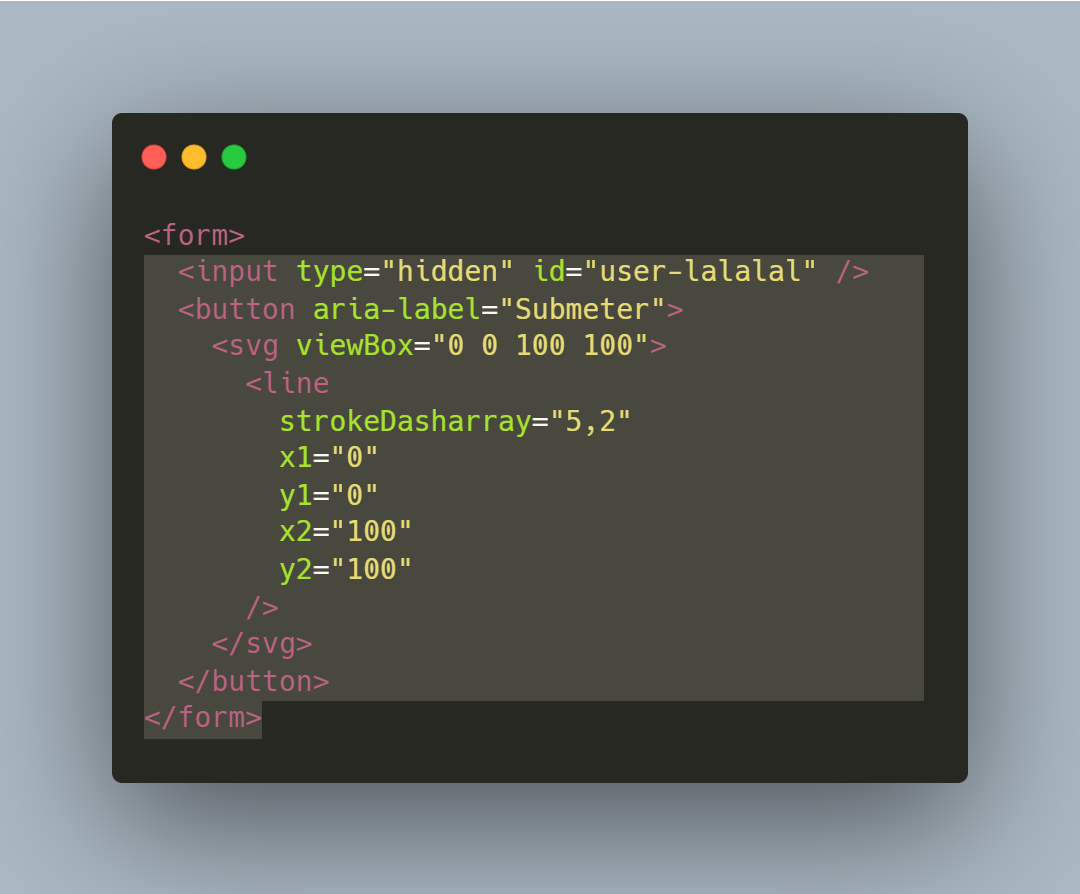 <form>
  <input type="hidden" id="user-lalalal" />
  <button aria-label="Submeter">
    <svg viewBox="0 0 100 100">
      <line
        strokeDasharray="5,2"
        x1="0"
        y1="0"
        x2="100"
        y2="100"
      />
    </svg>
  </button>
</form>